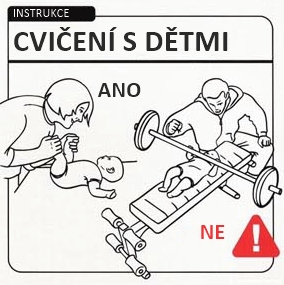 INSTRUKCE
CVIČENÍ S DĚTMI
ANO
NE
!